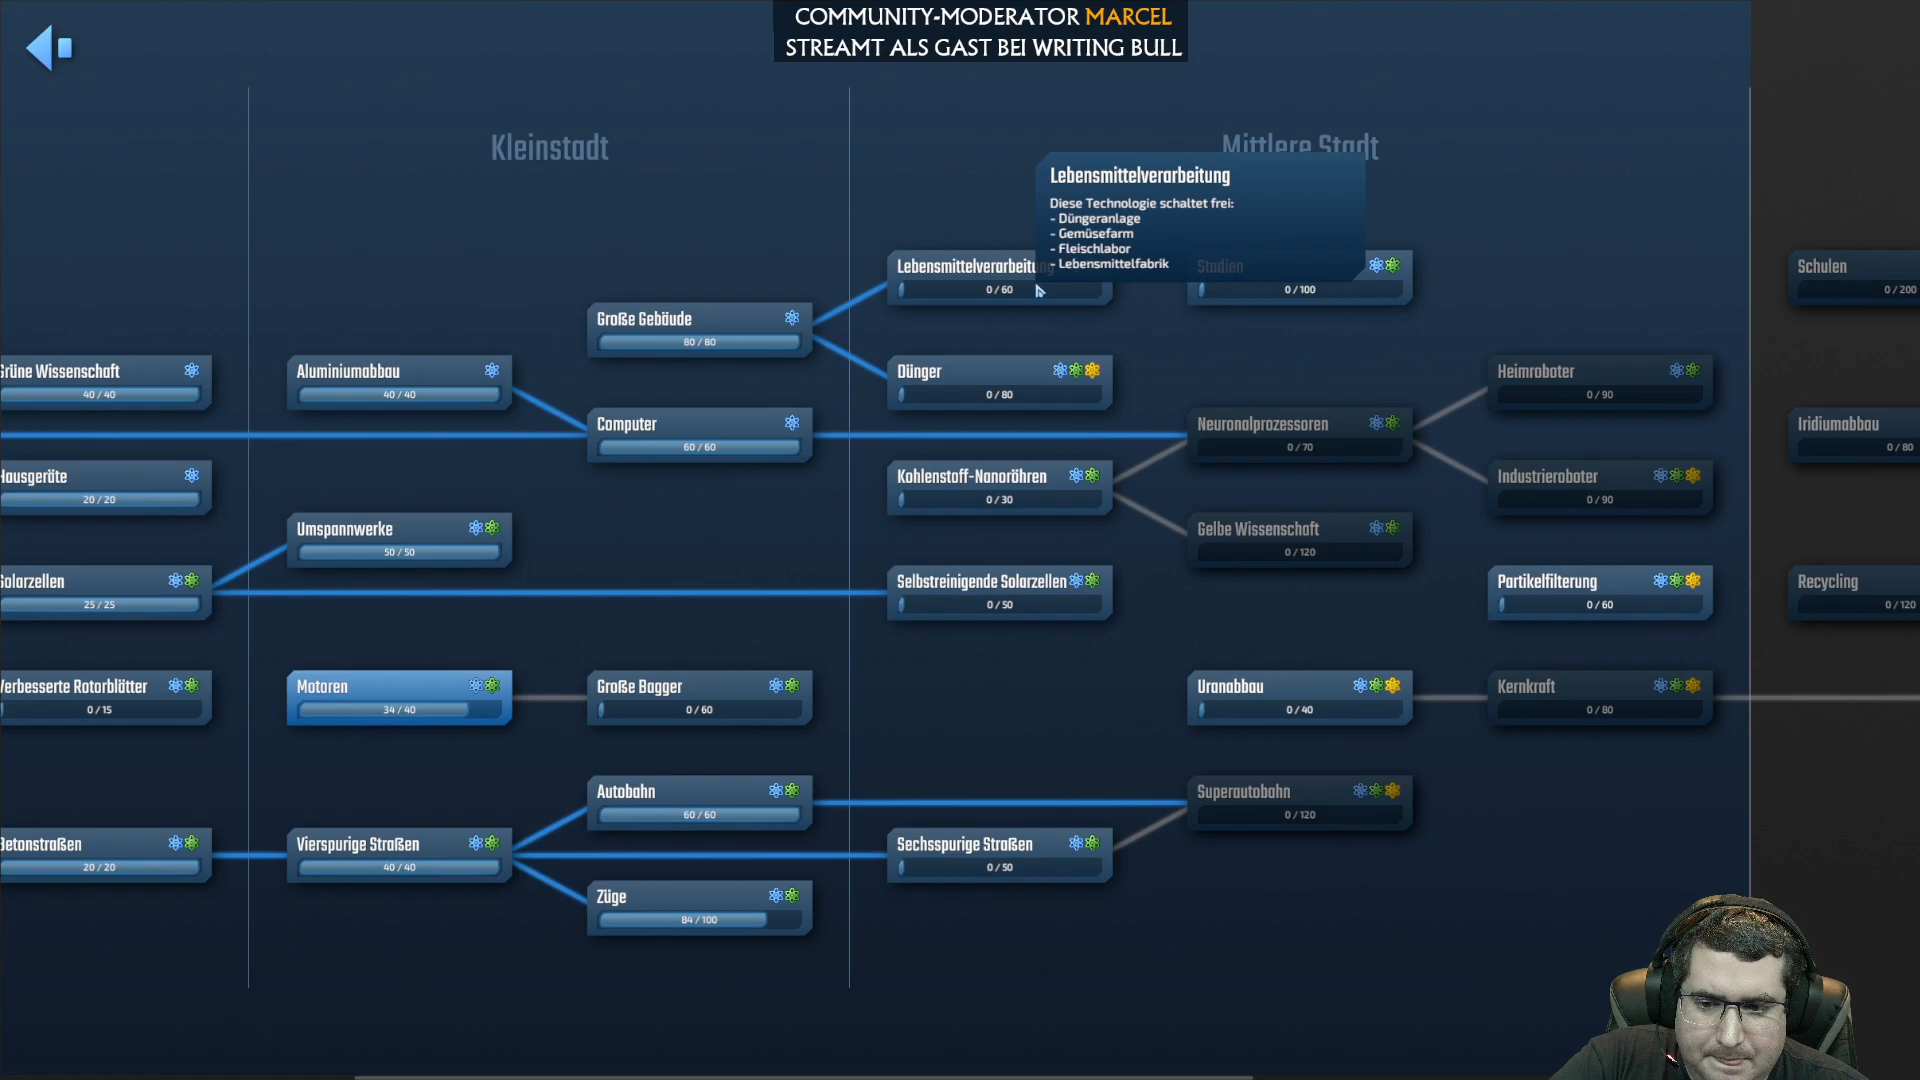 COMMUNITY-MODERATOR MARCEL
STREAMT ALS GAST BEI WRITING BULL
Kleinstadt
Mittlere Stadt
Lebensmittelverarbeitung
Diese Technologie schaltet frei:
- Düngeranlage
- Gemüsefarm
- Fleischlabor
- Lebensmittelfabrik
Lebensmittelverarbeitung
0 / 60
Stadien
0 / 100
Schulen
0 / 200
Große Gebäude
80 / 80
Grüne Wissenschaft
40 / 40
Aluminiumabbau
40 / 40
Dünger
0 / 80
Heimroboter
0 / 90
Computer
60 / 60
Neuronalprozessoren
0 / 70
Iridiumabbau
0 / 80
Hausgeräte
20 / 20
Kohlenstoff-Nanoröhren
0 / 30
Industrieroboter
0 / 90
Umspannwerke
50 / 50
Gelbe Wissenschaft
0 / 120
Solarzellen
25 / 25
Selbstreinigende Solarzellen
0 / 50
Partikelfilterung
0 / 60
Recycling
0 / 120
Verbesserte Rotorblätter
0 / 15
Motoren
34 / 40
Große Bagger
0 / 60
Uranabbau
0 / 40
Kernkraft
0 / 80
Autobahn
60 / 60
Superautobahn
0 / 120
Betonstraßen
20 / 20
Vierspurige Straßen
40 / 40
Sechsspurige Straßen
0 / 50
Züge
84 / 100